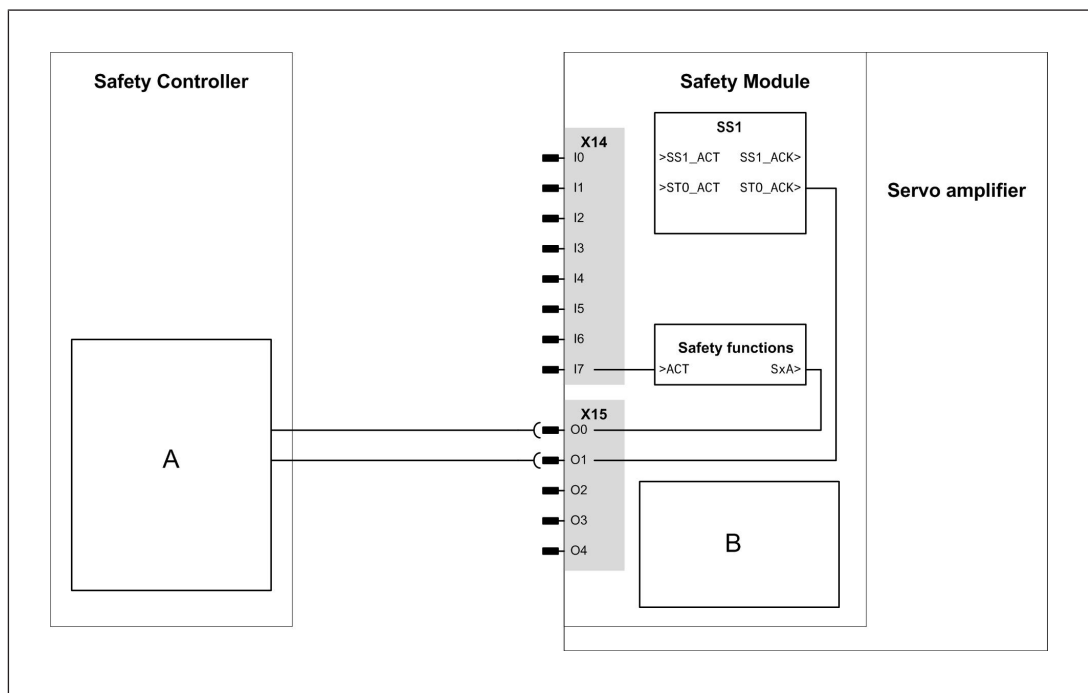 Safety Controller
A
Safety Module
SS1
>SS1_ACT SS1_ACK>
>STO_ACT STO_ACK>
Servo amplifier
X14
I0
I1
I2
I3
I4
I5
I6
I7
Safety functions
>ACT SxA>
X15
O0
O1
O2
O3
O4
B